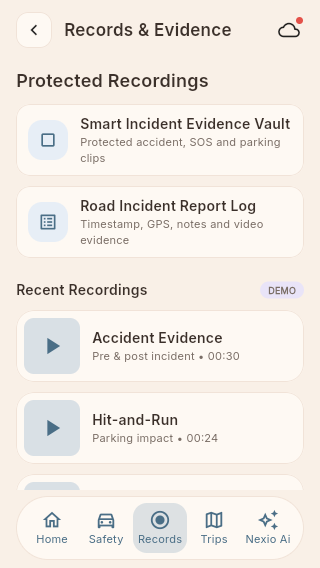 Records & Evidence
Protected Recordings
Smart Incident Evidence Vault
Protected accident, SOS and parking
clips
Road Incident Report Log
Timestamp, GPS, notes and video
evidence
Recent Recordings
DEMO
Accident Evidence
Pre & post incident • 00:30
Hit-and-Run
Parking impact • 00:24
Home
Safety
Records
Trips
Nexio Ai